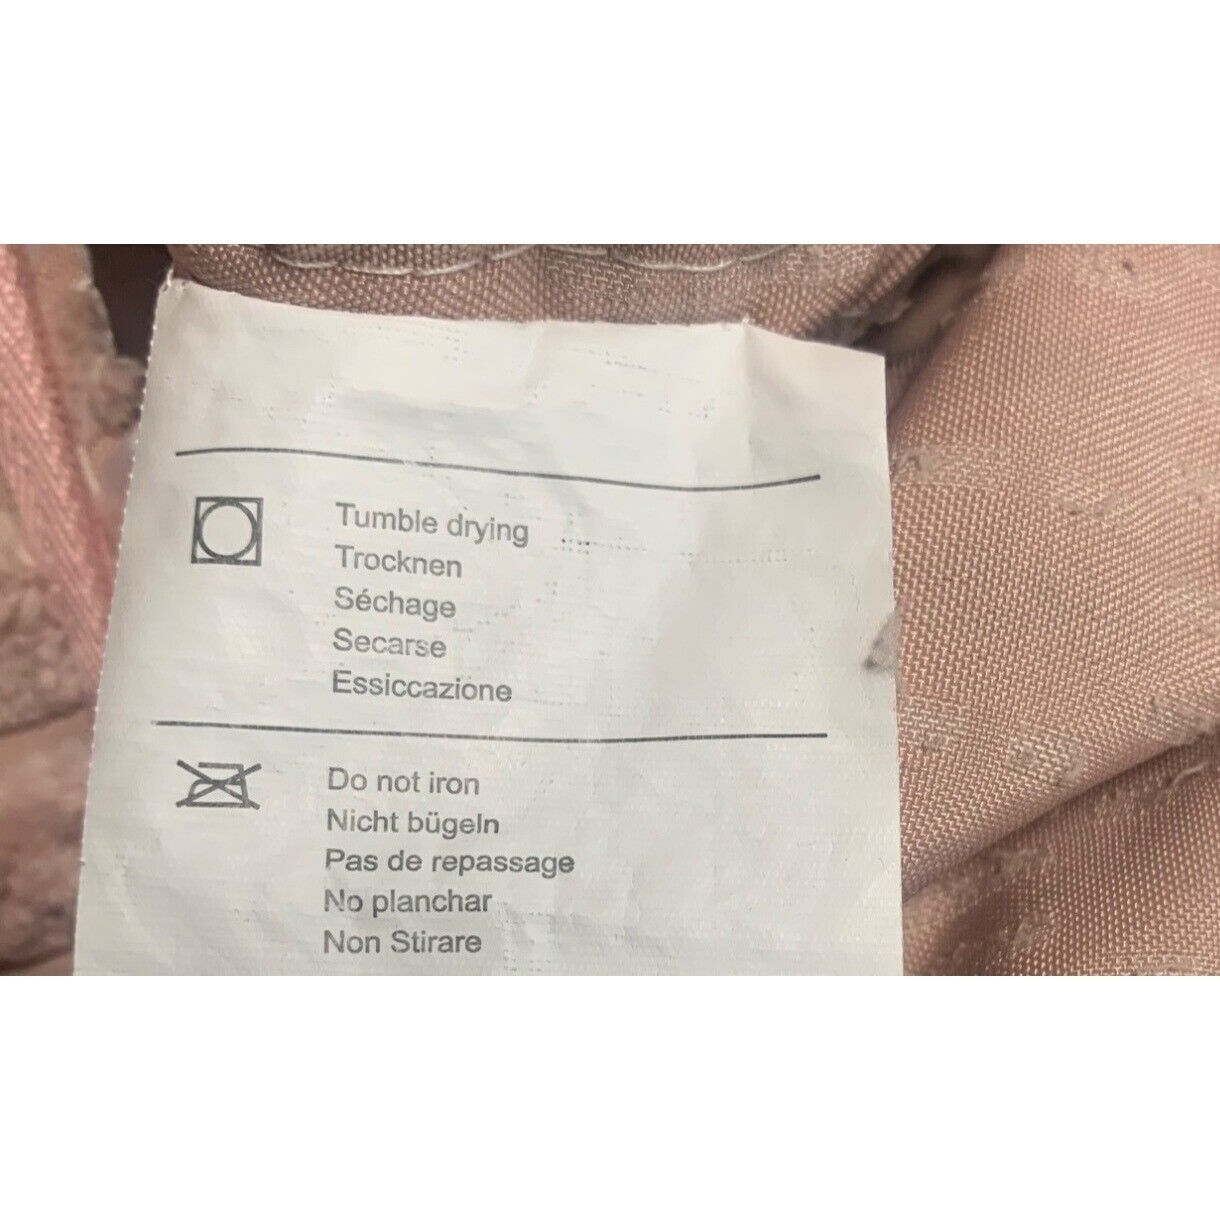 Tumble drying
Trocknen
Séchage
Secarse
Essiccazione
Do not iron
Nicht bügeln
Pas de repassage
No planchar
Non Stirare